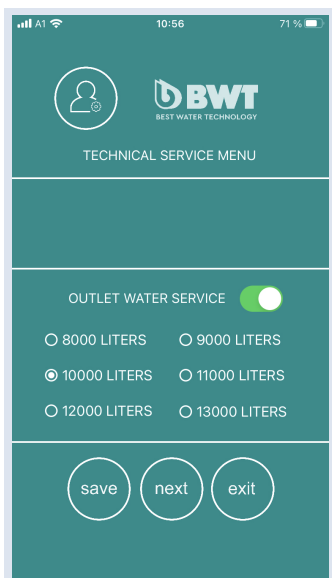 A1 10:56 71 %
BWT
BEST WATER TECHNOLOGY
TECHNICAL SERVICE MENU
OUTLET WATER SERVICE
8000 LITERS 9000 LITERS
10000 LITERS 11000 LITERS
12000 LITERS 13000 LITERS
save next exit